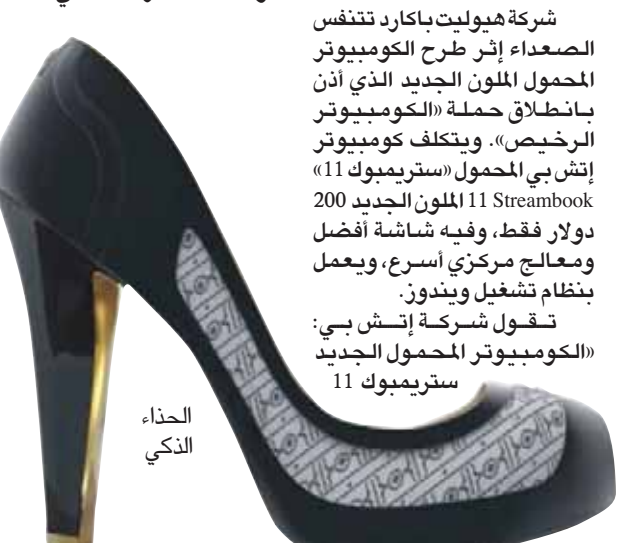 شركة هيوليت باكارد تتنفس
الصعداء إثر طرح الكومبيوتر
المحمول الملون الجديد الذي أذن
بانطلاق حملة «الكومبيوتر
الرخيص». ويتكلف كومبيوتر
إتش بي المحمول «ستريمبوك 11»
Streambook 11 الملون الجديد 200
دولار فقط، وفيه شاشة أفضل
ومعالج مركزي أسرع، ويعمل
بنظام تشغيل ويندوز.
تقول شركة إتش بي:
«الكومبيوتر المحمول الجديد
ستريمبوك 11
الحذاء
الذكي